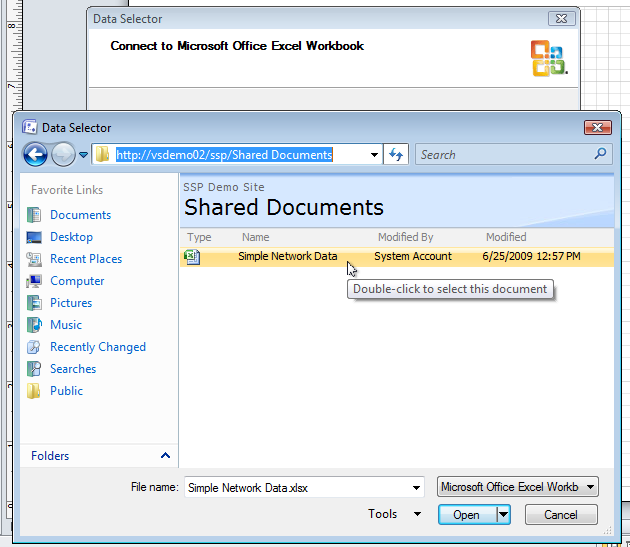 Data Selector
Connect to Microsoft Office Excel Workbook
Data Selector
http://vsdemo02/ssp/Shared Documents
Search
Favorite Links
Documents
Desktop
Recent Places
Computer
Pictures
Music
Recently Changed
Searches
Public
Folders
SSP Demo Site
Shared Documents
Type Name Modified By Modified
Simple Network Data System Account 6/25/2009 12:57 PM
Double-click to select this document
File name: Simple Network Data.xlsx Microsoft Office Excel Workb
Tools Open Cancel